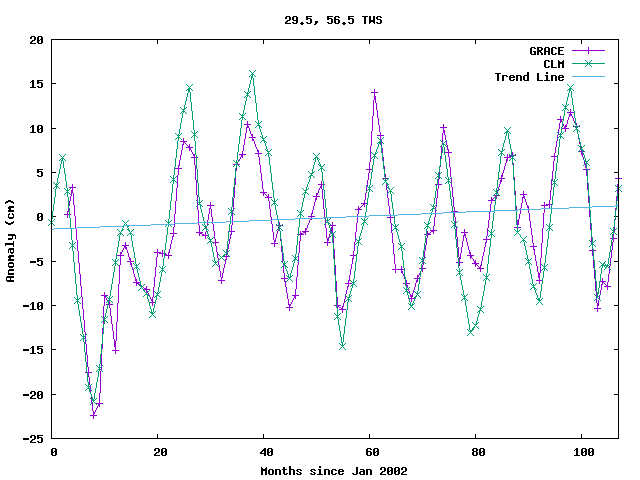 29.5, 56.5 TWS
GRACE
CLM
Trend Line
20
15
10
5
0
-5
-10
-15
-20
-25
Anomaly (cm)
0 20 40 60 80 100
Months since Jan 2002